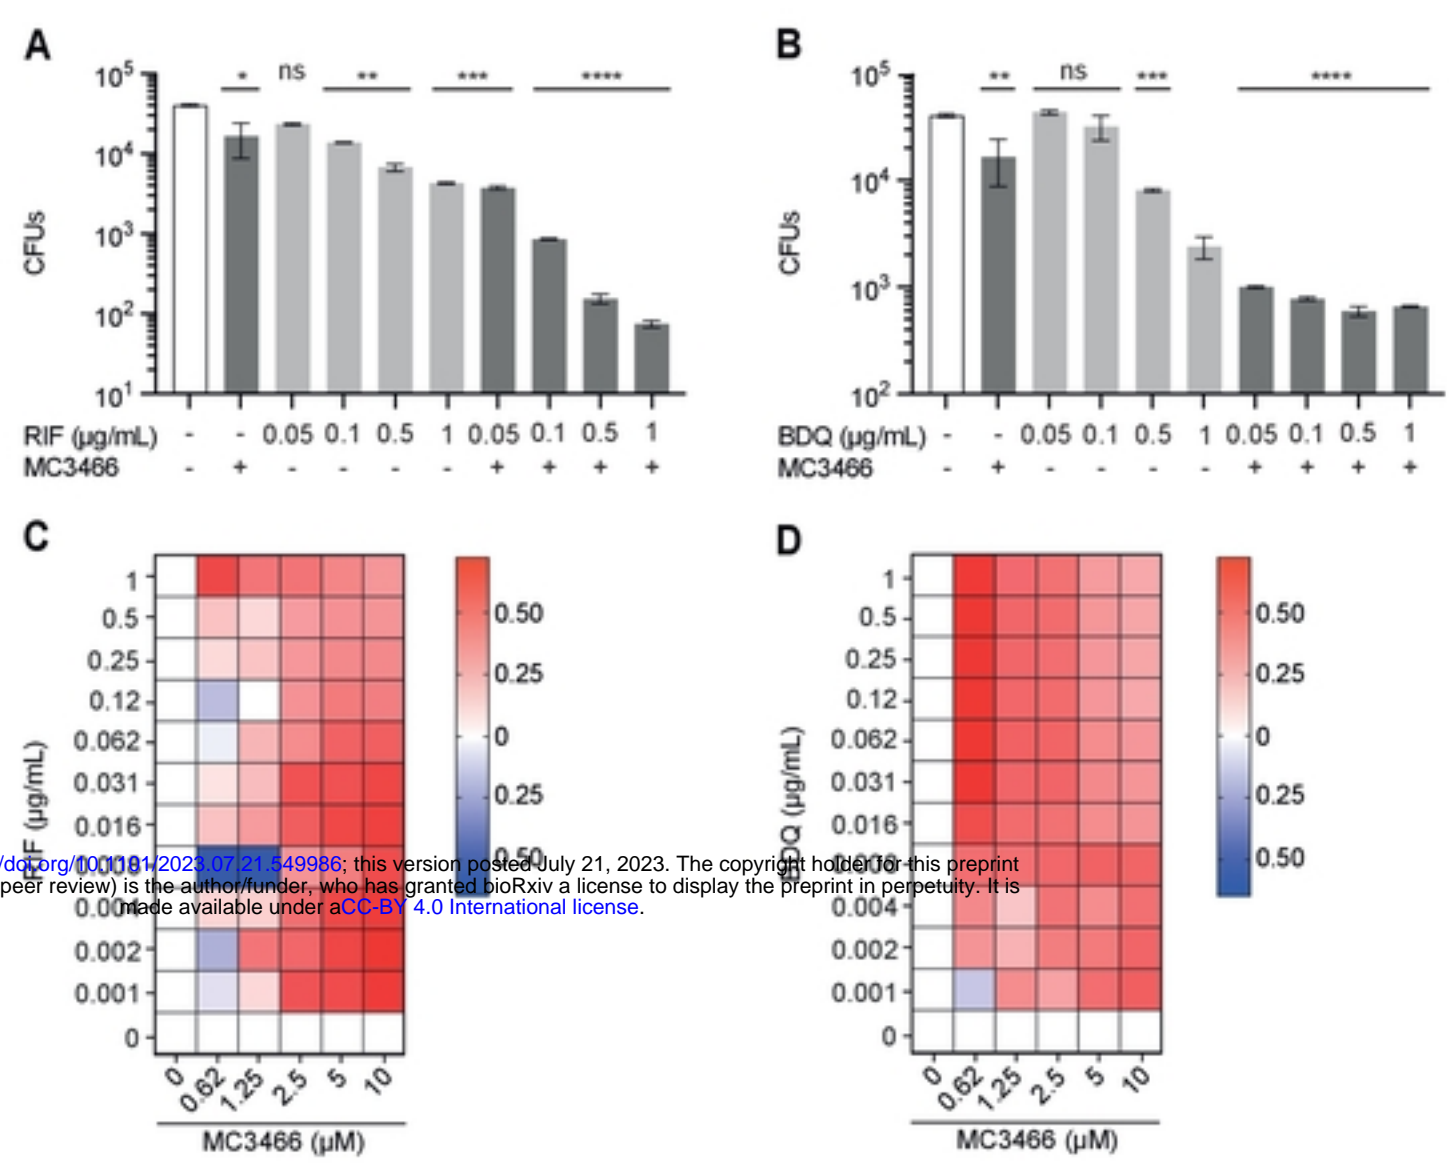 A
B
10^5
10^4
10^3
10^2
10^1
CFUs
* ns ** *** ****
RIF (µg/mL) - - 0.05 0.1 0.5 1 0.05 0.1 0.5 1
MC3466 - + - - - - + + + +
10^5
10^4
10^3
10^2
CFUs
** ns *** ****
BDQ (µg/mL) - - 0.05 0.1 0.5 1 0.05 0.1 0.5 1
MC3466 - + - - - - + + + +
C
D
RIF (µg/mL)
1
0.5
0.25
0.12
0.062
0.031
0.016
0.004
0.002
0.001
0
0 0.62 1.25 2.5 5 10
MC3466 (µM)
0.50
0.25
0
0.25
0.50
BDQ (µg/mL)
1
0.5
0.25
0.12
0.062
0.031
0.016
0.008
0.004
0.002
0.001
0
0 0.62 1.25 2.5 5 10
MC3466 (µM)
0.50
0.25
0
0.25
0.50
/doi.org/10.1101/2023.07.21.549986; this version posted July 21, 2023. The copyright holder for this preprint
peer review) is the author/funder, who has granted bioRxiv a license to display the preprint in perpetuity. It is
made available under aCC-BY 4.0 International license.